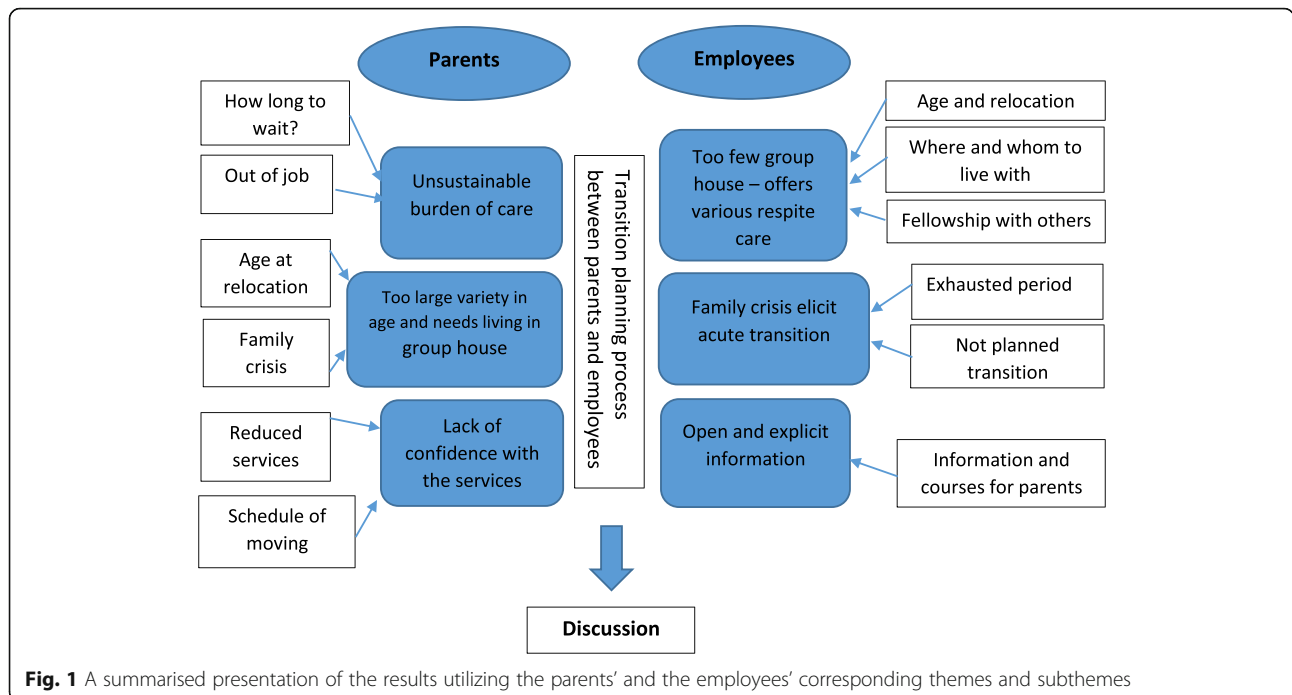 Parents
How long to
wait?
Out of job
Unsustainable
burden of care
Age at
relocation
Family
crisis
Too large variety in
age and needs living in
group house
Reduced
services
Schedule of
moving
Lack of
confidence with
the services
Transition planning process
between parents and employees
Employees
Too few group
house – offers
various respite
care
Age and relocation
Where and whom to
live with
Fellowship with others
Family crisis elicit
acute transition
Exhausted period
Not planned
transition
Open and explicit
information
Information and
courses for parents
Discussion
Fig. 1 A summarised presentation of the results utilizing the parents’ and the employees’ corresponding themes and subthemes